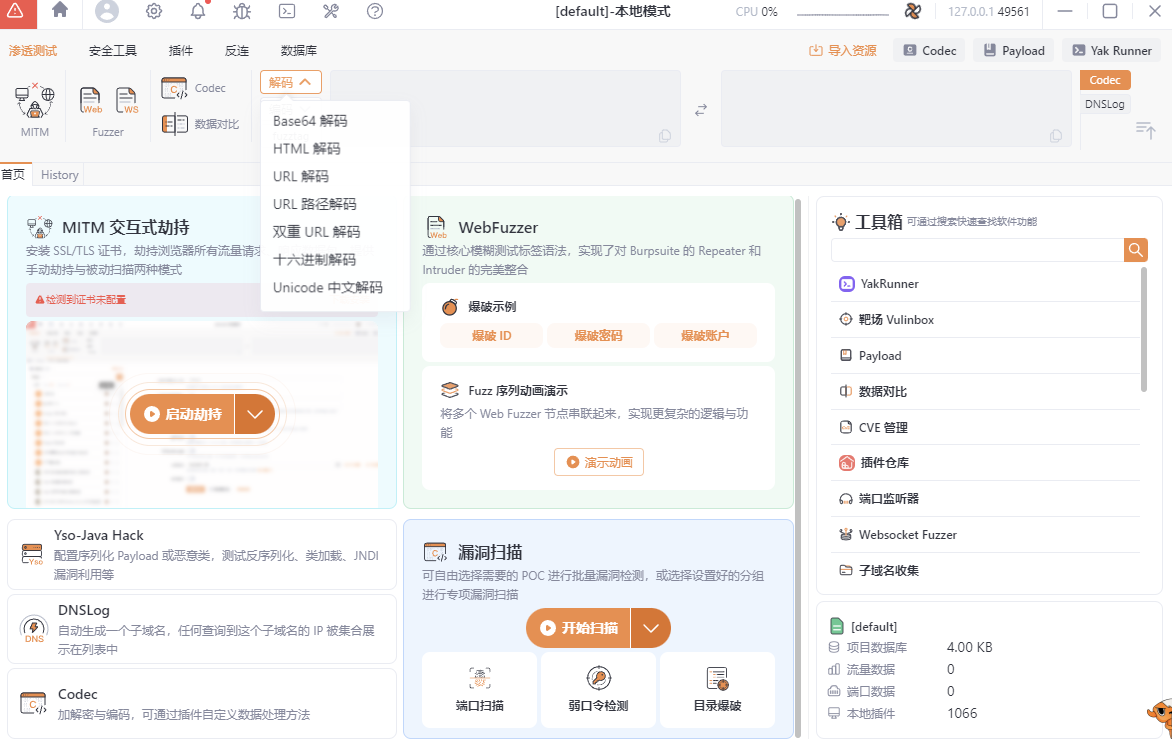 [default]-本地模式
CPU 0%
127.0.0.1 49561
渗透测试
安全工具
插件
反连
数据库
导入资源
Codec
Payload
Yak Runner
MITM
Web
WS
Fuzzer
Codec
数据对比
解码
Base64 解码
HTML 解码
URL 解码
URL 路径解码
双重 URL 解码
十六进制解码
Unicode 中文解码
Codec
DNSLog
首页
History
MITM 交互式劫持
安装 SSL/TLS 证书，劫持浏览器所有流量请求
手动劫持与被动扫描两种模式
检测到证书未配置
启动劫持
Web
WebFuzzer
通过核心模糊测试标签语法，实现了对 Burpsuite 的 Repeater 和
Intruder 的完美整合
爆破示例
爆破 ID
爆破密码
爆破账户
Fuzz 序列动画演示
将多个 Web Fuzzer 节点串联起来，实现更复杂的逻辑与功
能
演示动画
Yso
Yso-Java Hack
配置序列化 Payload 或恶意类，测试反序列化、类加载、JNDI
漏洞利用等
DNS
DNSLog
自动生成一个子域名，任何查询到这个子域名的 IP 被集合展
示在列表中
Codec
加解密与编码，可通过插件自定义数据处理方法
漏洞扫描
可自由选择需要的 POC 进行批量漏洞检测，或选择设置好的分组
进行专项漏洞扫描
开始扫描
端口扫描
弱口令检测
目录爆破
工具箱 可通过搜索快速查找软件功能
YakRunner
靶场 Vulinbox
Payload
数据对比
CVE 管理
插件仓库
端口监听器
Websocket Fuzzer
子域名收集
[default]
项目数据库 4.00 KB
流量数据 0
端口数据 0
本地插件 1066